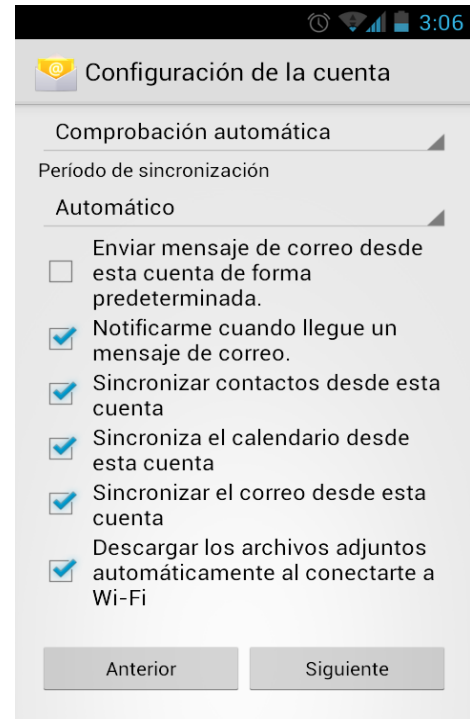 3:06
Configuración de la cuenta
Comprobación automática
Período de sincronización
Automático
Enviar mensaje de correo desde
esta cuenta de forma
predeterminada.
Notificarme cuando llegue un
mensaje de correo.
Sincronizar contactos desde esta
cuenta
Sincroniza el calendario desde
esta cuenta
Sincronizar el correo desde esta
cuenta
Descargar los archivos adjuntos
automáticamente al conectarte a
Wi-Fi
Anterior
Siguiente